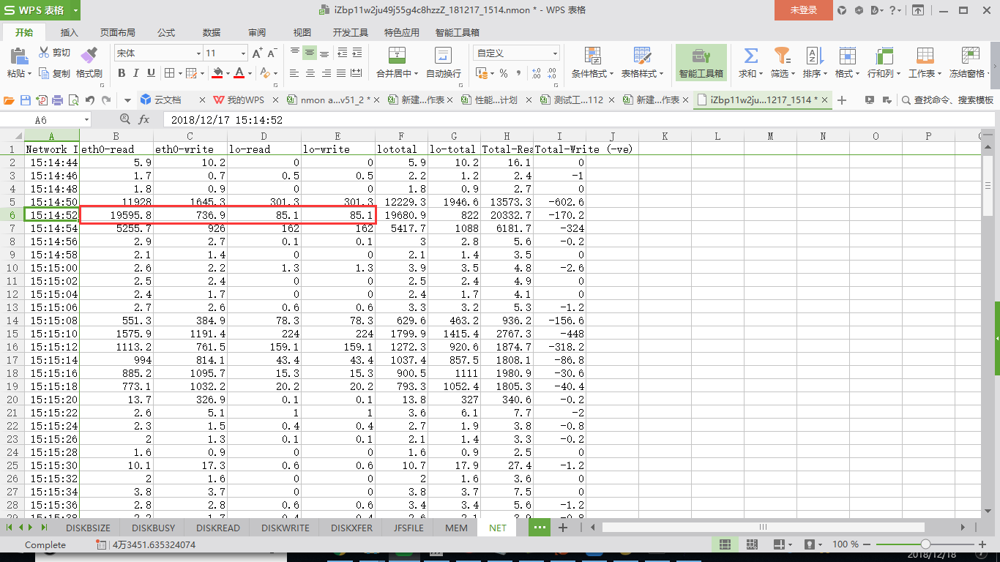 WPS 表格
iZbp11w2ju49j55g4c8hzzZ_181217_1514.nmon * - WPS 表格
未登录
开始 插入 页面布局 公式 数据 审阅 视图 开发工具 特色应用 智能工具箱
粘贴 剪切 复制 格式刷
宋体 11
B I U A
合并居中 自动换行
自定义
% ,
条件格式 表格样式 智能工具箱 求和 筛选 排序 格式 行和列 工作表 冻结窗格
云文档 我的WPS nmon a...v51_2 * 新建...作表 性能...计划 测试工...112 新建...作表 iZbp11w2ju...1217_1514 * 查找命令、搜索模板
A6 fx 2018/12/17 15:14:52
A B C D E F G H I J K L M N O P Q
1 Network I eth0-read eth0-write lo-read lo-write lototal lo-total Total-Rea Total-Write (-ve)
2 15:14:44 5.9 10.2 0 0 5.9 10.2 16.1 0
3 15:14:46 1.7 0.7 0.5 0.5 2.2 1.2 2.4 -1
4 15:14:48 1.8 0.9 0 0 1.8 0.9 2.7 0
5 15:14:50 11928 1645.3 301.3 301.3 12229.3 1946.6 13573.3 -602.6
6 15:14:52 19595.8 736.9 85.1 85.1 19680.9 822 20332.7 -170.2
7 15:14:54 5255.7 926 162 162 5417.7 1088 6181.7 -324
8 15:14:56 2.9 2.7 0.1 0.1 3 2.8 5.6 -0.2
9 15:14:58 2.1 1.4 0 0 2.1 1.4 3.5 0
10 15:15:00 2.6 2.2 1.3 1.3 3.9 3.5 4.8 -2.6
11 15:15:02 2.5 2.4 0 0 2.5 2.4 4.9 0
12 15:15:04 2.4 1.7 0 0 2.4 1.7 4.1 0
13 15:15:06 2.7 2.6 0.6 0.6 3.3 3.2 5.3 -1.2
14 15:15:08 551.3 384.9 78.3 78.3 629.6 463.2 936.2 -156.6
15 15:15:10 1575.9 1191.4 224 224 1799.9 1415.4 2767.3 -448
16 15:15:12 1113.2 761.5 159.1 159.1 1272.3 920.6 1874.7 -318.2
17 15:15:14 994 814.1 43.4 43.4 1037.4 857.5 1808.1 -86.8
18 15:15:16 885.2 1095.7 15.3 15.3 900.5 1111 1980.9 -30.6
19 15:15:18 773.1 1032.2 20.2 20.2 793.3 1052.4 1805.3 -40.4
20 15:15:20 13.7 326.9 0.1 0.1 13.8 327 340.6 -0.2
21 15:15:22 2.6 5.1 1 1 3.6 6.1 7.7 -2
22 15:15:24 2.3 1.5 0.4 0.4 2.7 1.9 3.8 -0.8
23 15:15:26 2 1.3 0.1 0.1 2.1 1.4 3.3 -0.2
24 15:15:28 1.6 0.9 0 0 1.6 0.9 2.5 0
25 15:15:30 10.1 17.3 0.6 0.6 10.7 17.9 27.4 -1.2
26 15:15:32 2 1.6 0 0 2 1.6 3.6 0
27 15:15:34 3.8 3.7 0 0 3.8 3.7 7.5 0
28 15:15:36 2.8 2.8 0.6 0.6 3.4 3.4 5.6 -1.2
DISKBSIZE DISKBUSY DISKREAD DISKWRITE DISKXFER JFSFILE MEM NET ···
Complete 4万3451.635324074 100 %
2018/12/18